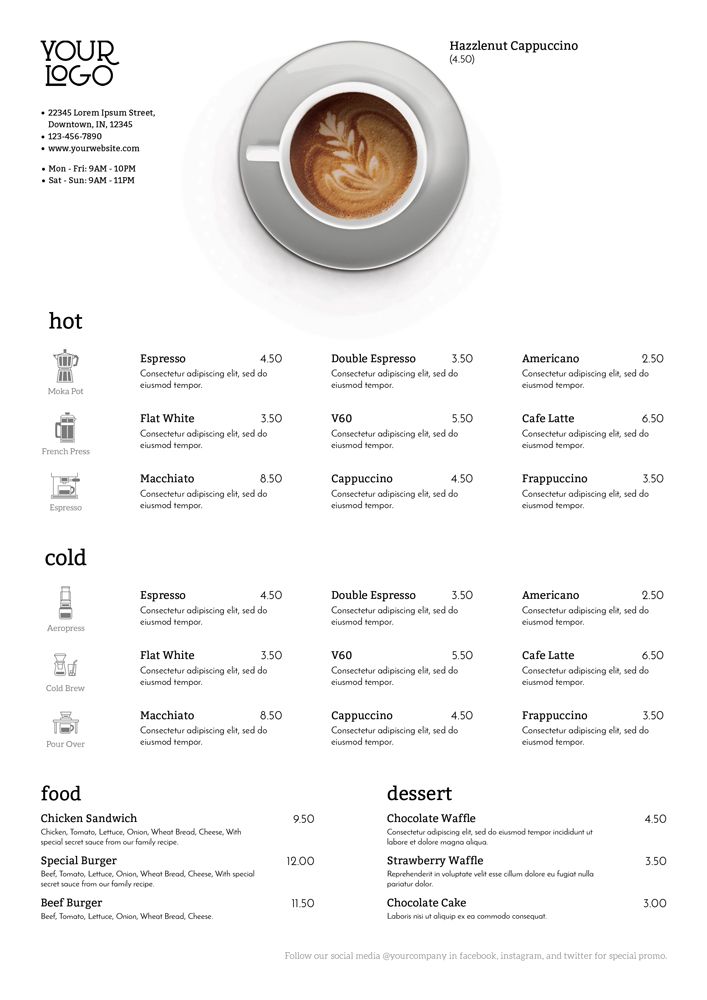 YOUR
LOGO
• 22345 Lorem Ipsum Street,
Downtown, IN, 12345
• 123-456-7890
• www.yourwebsite.com
• Mon - Fri: 9AM - 10PM
• Sat - Sun: 9AM - 11PM
Hazzlenut Cappuccino
(4.50)
hot
Moka Pot
French Press
Espresso
Espresso 4.50
Consectetur adipiscing elit, sed do
eiusmod tempor.
Double Espresso 3.50
Consectetur adipiscing elit, sed do
eiusmod tempor.
Americano 2.50
Consectetur adipiscing elit, sed do
eiusmod tempor.
Flat White 3.50
Consectetur adipiscing elit, sed do
eiusmod tempor.
V60 5.50
Consectetur adipiscing elit, sed do
eiusmod tempor.
Cafe Latte 6.50
Consectetur adipiscing elit, sed do
eiusmod tempor.
Macchiato 8.50
Consectetur adipiscing elit, sed do
eiusmod tempor.
Cappuccino 4.50
Consectetur adipiscing elit, sed do
eiusmod tempor.
Frappuccino 3.50
Consectetur adipiscing elit, sed do
eiusmod tempor.
cold
Aeropress
Cold Brew
Pour Over
Espresso 4.50
Consectetur adipiscing elit, sed do
eiusmod tempor.
Double Espresso 3.50
Consectetur adipiscing elit, sed do
eiusmod tempor.
Americano 2.50
Consectetur adipiscing elit, sed do
eiusmod tempor.
Flat White 3.50
Consectetur adipiscing elit, sed do
eiusmod tempor.
V60 5.50
Consectetur adipiscing elit, sed do
eiusmod tempor.
Cafe Latte 6.50
Consectetur adipiscing elit, sed do
eiusmod tempor.
Macchiato 8.50
Consectetur adipiscing elit, sed do
eiusmod tempor.
Cappuccino 4.50
Consectetur adipiscing elit, sed do
eiusmod tempor.
Frappuccino 3.50
Consectetur adipiscing elit, sed do
eiusmod tempor.
food
Chicken Sandwich 9.50
Chicken, Tomato, Lettuce, Onion, Wheat Bread, Cheese, With
special secret sauce from our family recipe.
Special Burger 12.00
Beef, Tomato, Lettuce, Onion, Wheat Bread, Cheese, With special
secret sauce from our family recipe.
Beef Burger 11.50
Beef, Tomato, Lettuce, Onion, Wheat Bread, Cheese.
dessert
Chocolate Waffle 4.50
Consectetur adipiscing elit, sed do eiusmod tempor incididunt ut
labore et dolore magna aliqua.
Strawberry Waffle 3.50
Reprehenderit in voluptate velit esse cillum dolore eu fugiat nulla
pariatur dolor.
Chocolate Cake 3.00
Laboris nisi ut aliquip ex ea commodo consequat.
Follow our social media @yourcompany in facebook, instagram, and twitter for special promo.